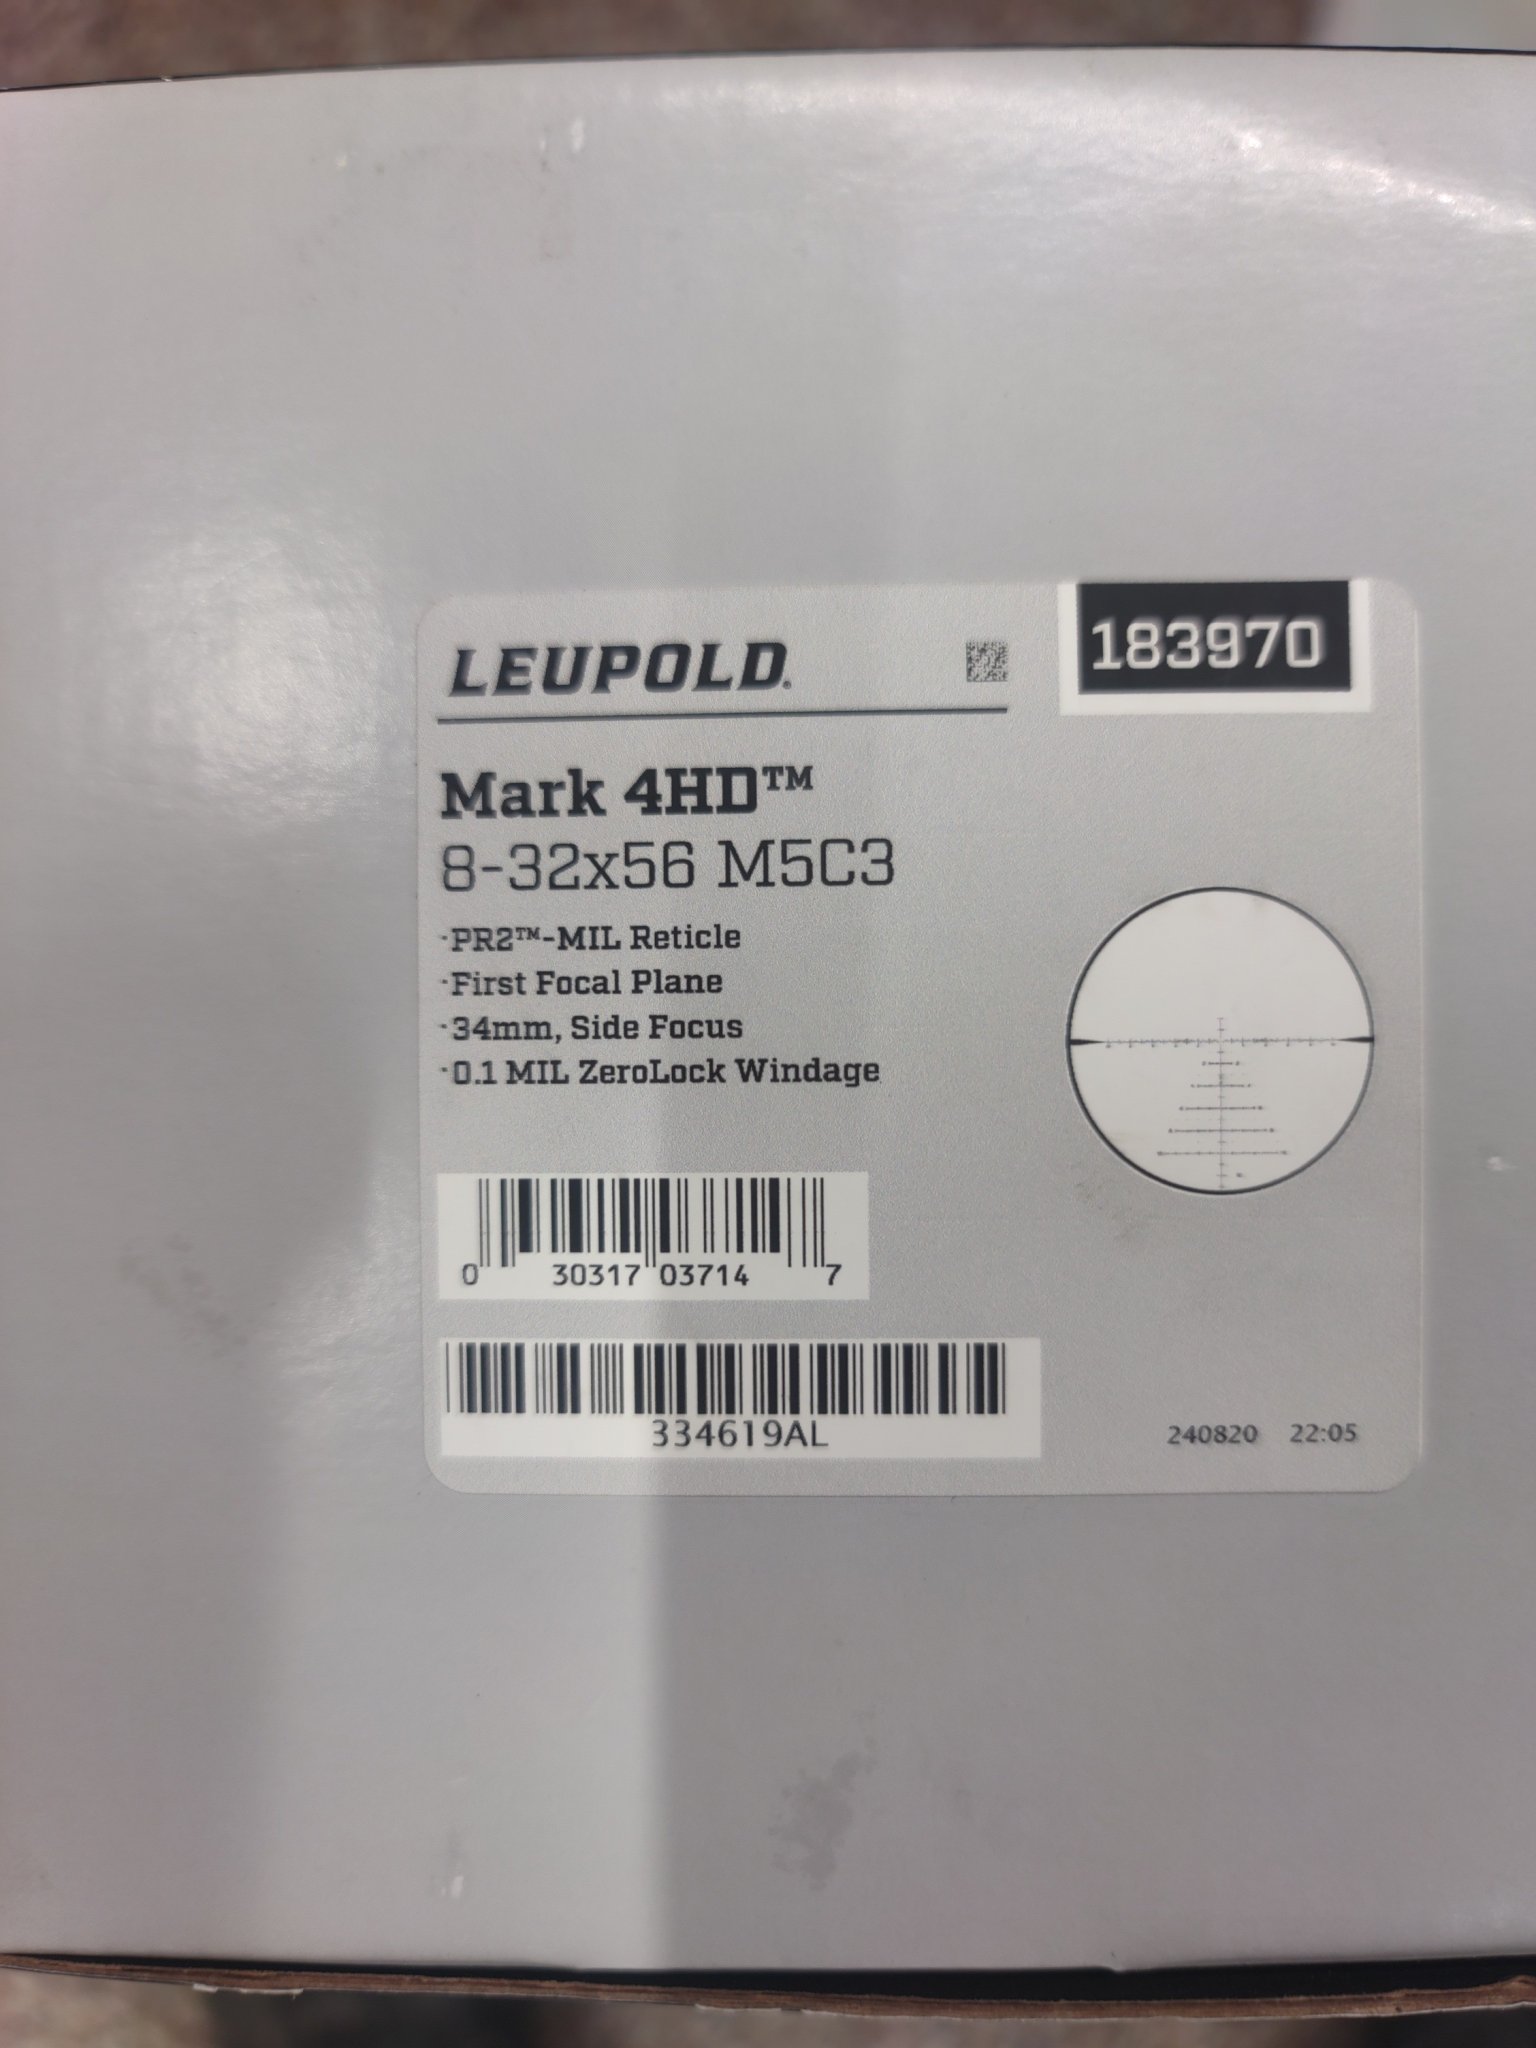 LEUPOLD®
183970
Mark 4HD™
8-32x56 M5C3
·PR2™-MIL Reticle
·First Focal Plane
·34mm, Side Focus
·0.1 MIL ZeroLock Windage
0 30317 03714 7
334619AL
240820 22:05